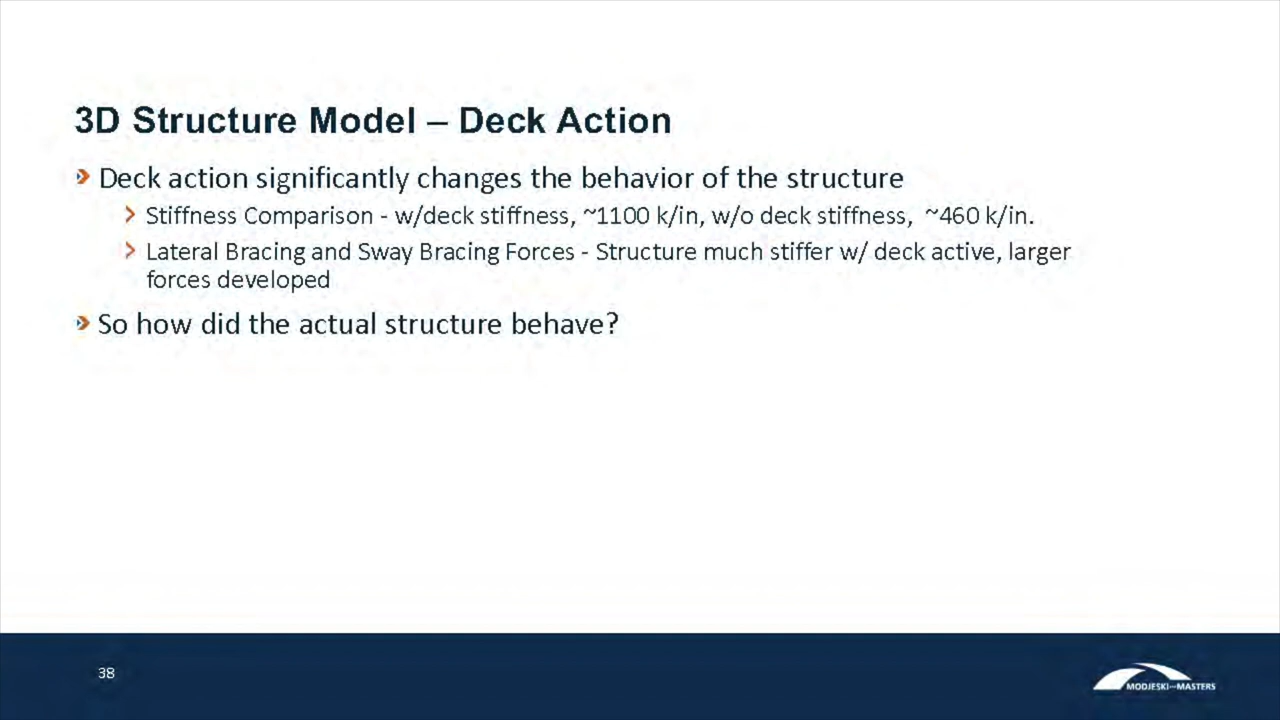 3D Structure Model – Deck Action
Deck action significantly changes the behavior of the structure
Stiffness Comparison - w/deck stiffness, ~1100 k/in, w/o deck stiffness, ~460 k/in.
Lateral Bracing and Sway Bracing Forces - Structure much stiffer w/ deck active, larger
forces developed
So how did the actual structure behave?
38
MODJESKI and MASTERS